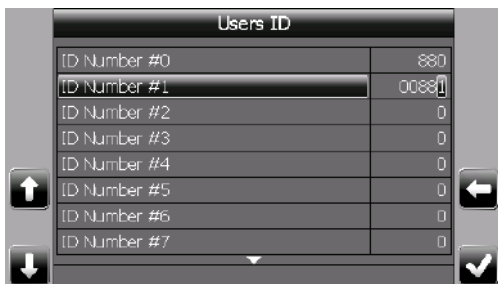 Users ID
ID Number #0 880
ID Number #1 00881
ID Number #2 0
ID Number #3 0
ID Number #4 0
ID Number #5 0
ID Number #6 0
ID Number #7 0